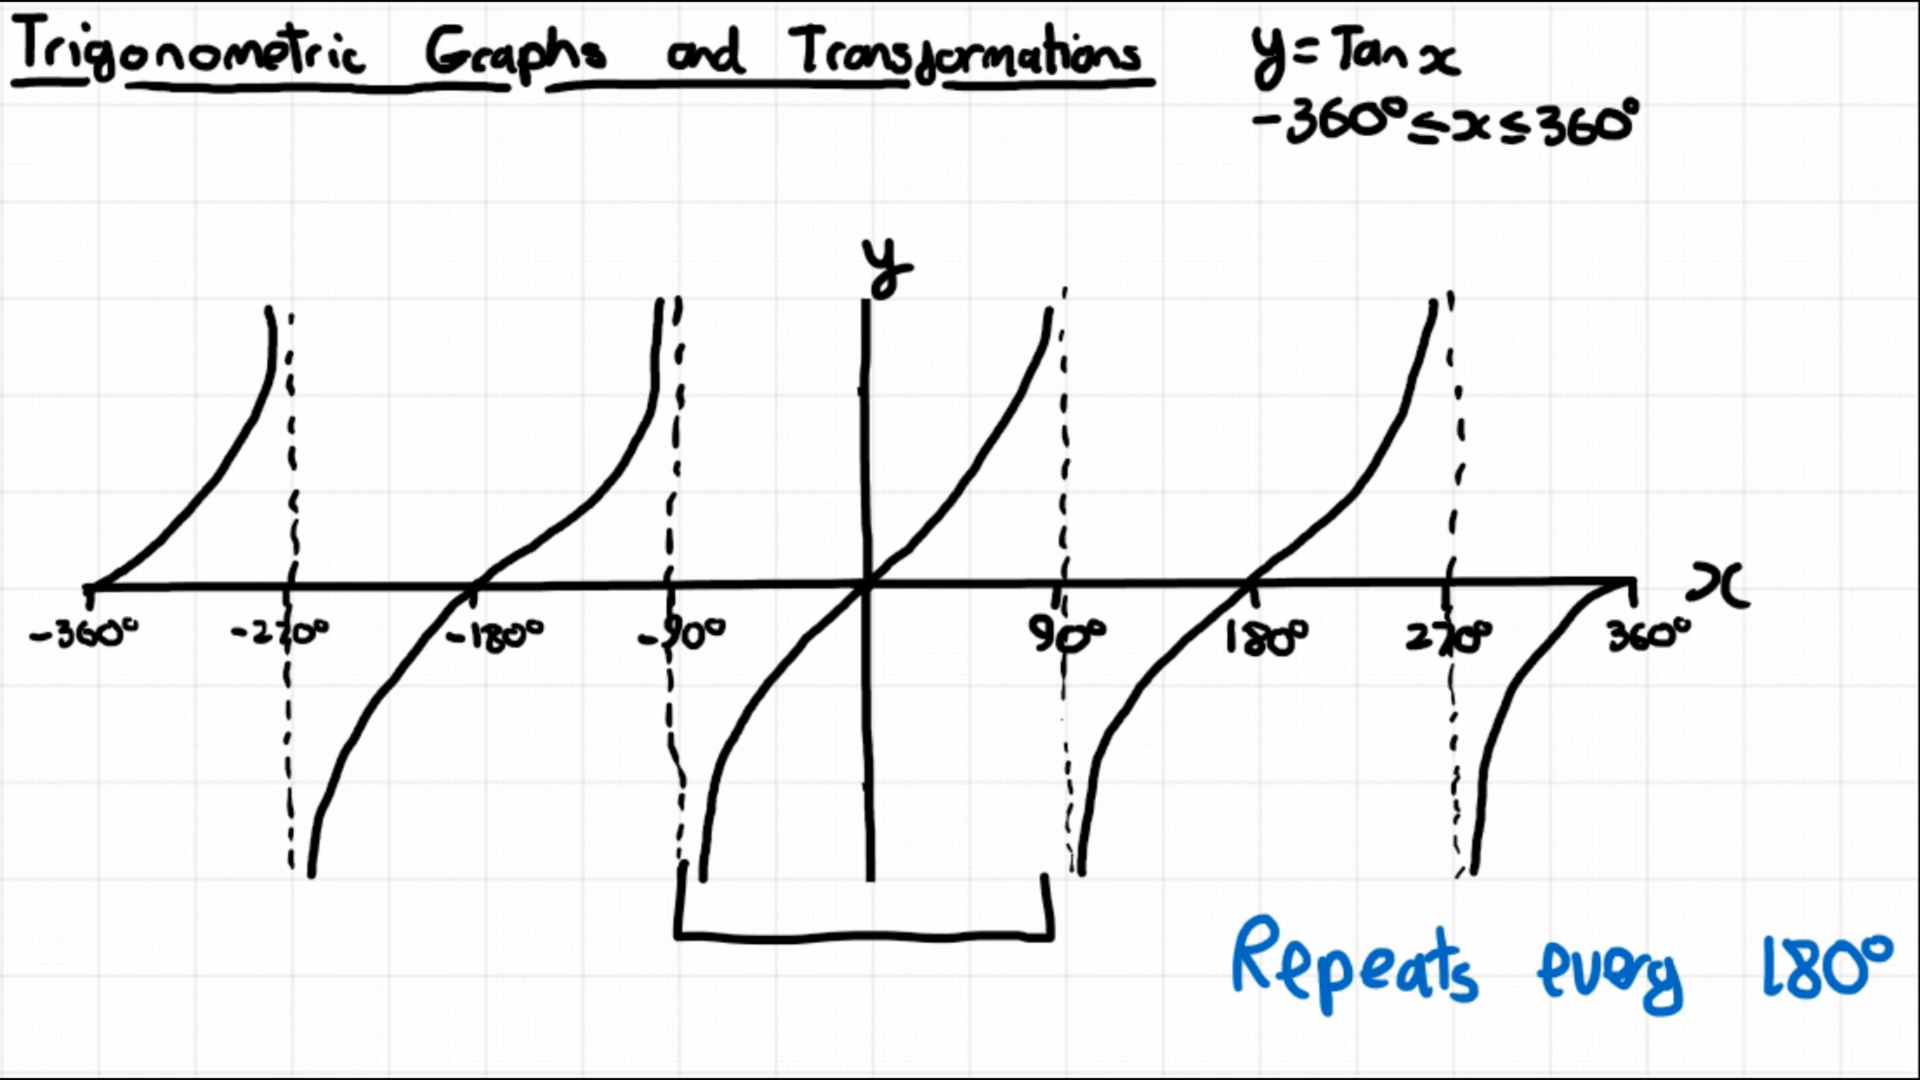 Trigonometric Graphs and Transformations
y = Tan x
-360° ≤ x ≤ 360°
y
x
-360° -270° -180° -90° 90° 180° 270° 360°
Repeats every 180°